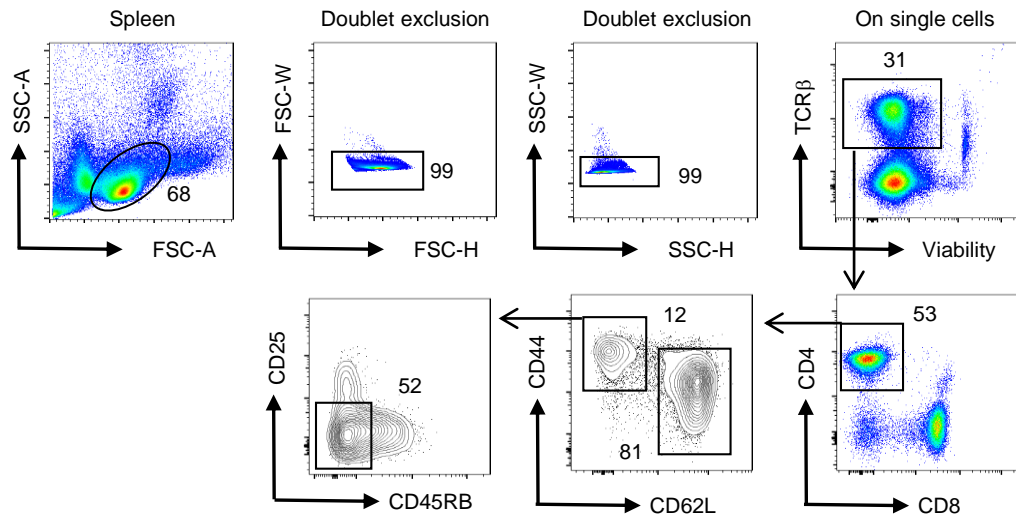 Spleen
Doublet exclusion
Doublet exclusion
On single cells
SSC-A
68
FSC-A
FSC-W
99
FSC-H
SSC-W
99
SSC-H
TCRβ
31
Viability
CD25
52
CD45RB
CD44
12
81
CD62L
CD4
53
CD8